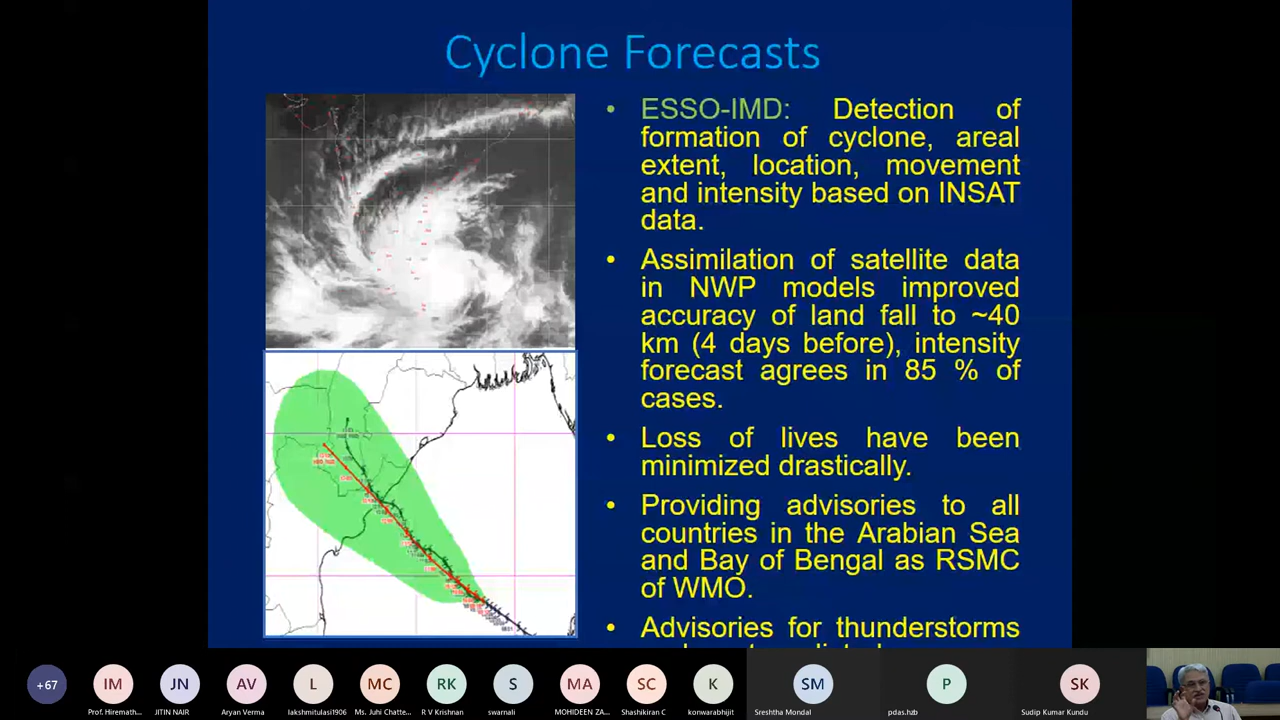 Cyclone Forecasts
• ESSO-IMD: Detection of
formation of cyclone, areal
extent, location, movement
and intensity based on INSAT
data.
• Assimilation of satellite data
in NWP models improved
accuracy of land fall to ~40
km (4 days before), intensity
forecast agrees in 85 % of
cases.
• Loss of lives have been
minimized drastically.
• Providing advisories to all
countries in the Arabian Sea
and Bay of Bengal as RSMC
of WMO.
• Advisories for thunderstorms
+67
IM
JN
AV
L
MC
RK
S
MA
SC
K
SM
P
SK
Prof. Hiremath...
JITIN NAIR
Aryan Verma
lakshmitulasi1906
Ms. Juhi Chatte...
R V Krishnan
swarnali
MOHIDEEN ZA...
Shashikiran C
konwarabhijit
Sreshtha Mondal
pdas.hzb
Sudip Kumar Kundu